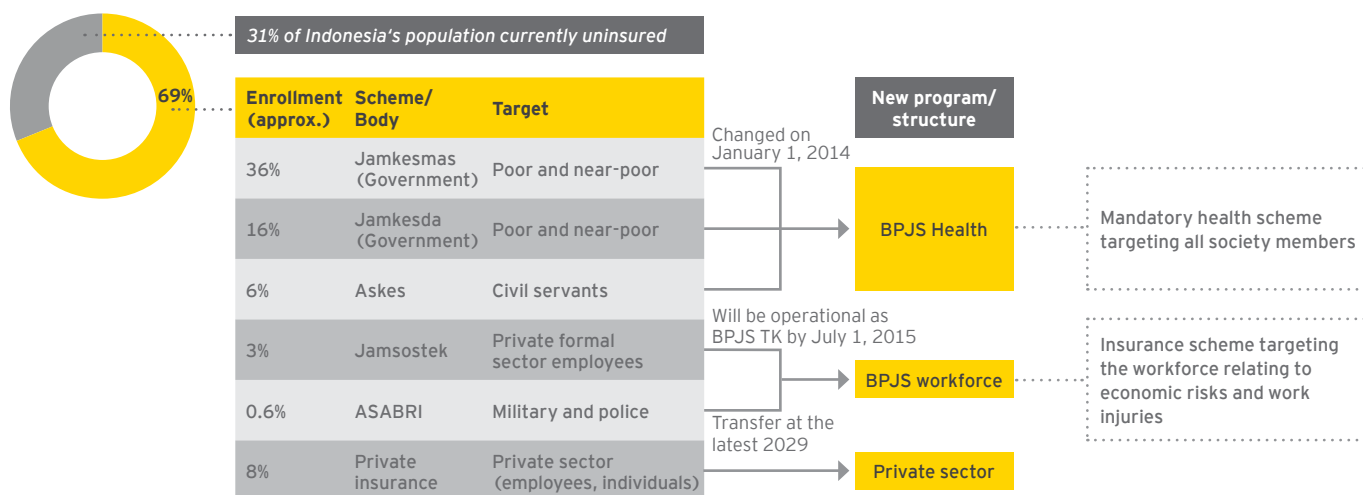 31% of Indonesia's population currently uninsured
69%
Enrollment
(approx.)
Scheme/
Body
Target
New program/
structure
Changed on
January 1, 2014
36%
Jamkesmas
(Government)
Poor and near-poor
16%
Jamkesda
(Government)
Poor and near-poor
BPJS Health
Mandatory health scheme
targeting all society members
6%
Askes
Civil servants
Will be operational as
BPJS TK by July 1, 2015
3%
Jamsostek
Private formal
sector employees
BPJS workforce
Insurance scheme targeting
the workforce relating to
economic risks and work
injuries
0.6%
ASABRI
Military and police
Transfer at the
latest 2029
8%
Private
insurance
Private sector
(employees, individuals)
Private sector